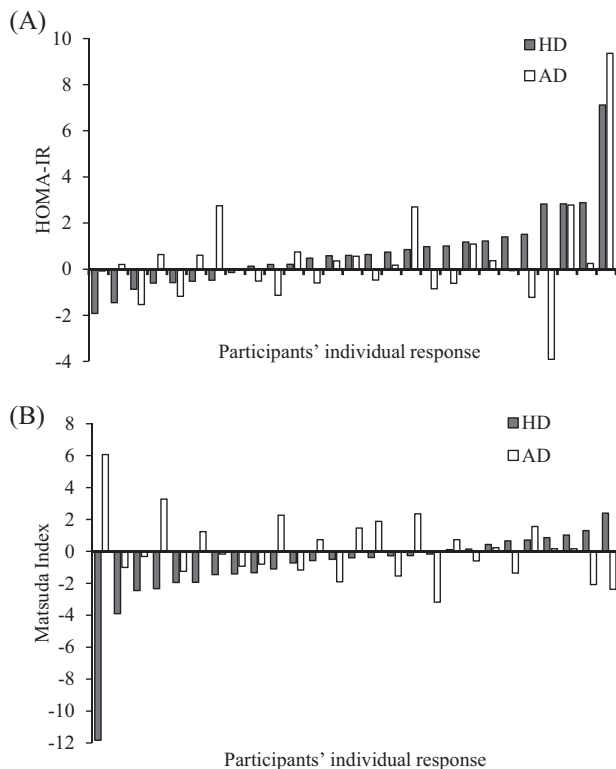 (A)
10
8
6
4
2
0
-2
-4
HOMA-IR
HD
AD
Participants’ individual response
(B)
8
6
4
2
0
-2
-4
-6
-8
-10
-12
Matsuda Index
HD
AD
Participants’ individual response